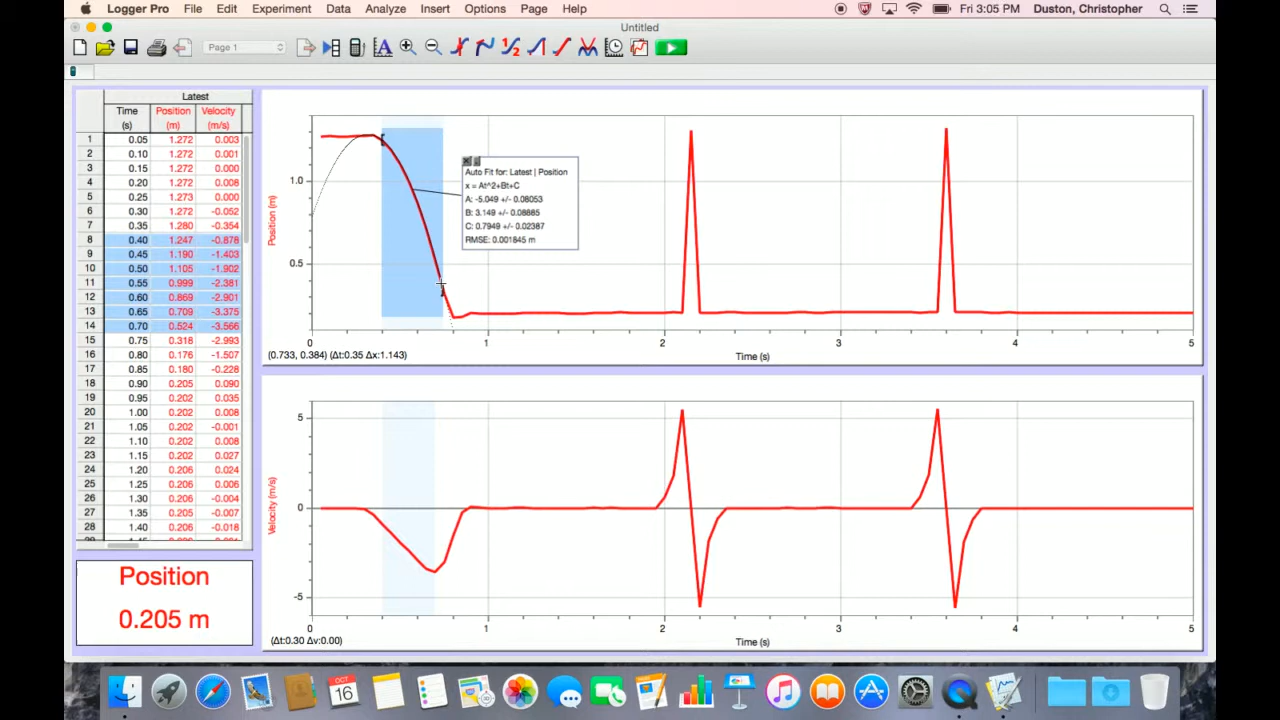 Logger Pro File Edit Experiment Data Analyze Insert Options Page Help Fri 3:05 PM Duston, Christopher
Untitled
Page 1
Latest
Time (s) Position (m) Velocity (m/s)
1 0.05 1.272 0.003
2 0.10 1.272 0.001
3 0.15 1.272 0.000
4 0.20 1.272 0.008
5 0.25 1.273 0.000
6 0.30 1.272 -0.052
7 0.35 1.280 -0.354
8 0.40 1.247 -0.878
9 0.45 1.190 -1.403
10 0.50 1.105 -1.902
11 0.55 0.999 -2.381
12 0.60 0.869 -2.901
13 0.65 0.709 -3.375
14 0.70 0.524 -3.566
15 0.75 0.318 -2.993
16 0.80 0.176 -1.507
17 0.85 0.180 -0.228
18 0.90 0.205 0.090
19 0.95 0.202 0.035
20 1.00 0.202 0.008
21 1.05 0.202 -0.001
22 1.10 0.202 0.008
23 1.15 0.202 0.027
24 1.20 0.206 0.024
25 1.25 0.206 0.006
26 1.30 0.206 -0.004
27 1.35 0.205 -0.007
28 1.40 0.206 -0.018
Position
0.205 m
Position (m)
1.0
0.5
Auto Fit for: Latest | Position
x = At^2+Bt+C
A: -5.049 +/- 0.08053
B: 3.149 +/- 0.08885
C: 0.7949 +/- 0.02387
RMSE: 0.001845 m
0 1 2 3 4 5
(0.733, 0.384) (Δt:0.35 Δx:1.143)
Time (s)
Velocity (m/s)
5
0
-5
0 1 2 3 4 5
(Δt:0.30 Δv:0.00)
Time (s)
OCT
16